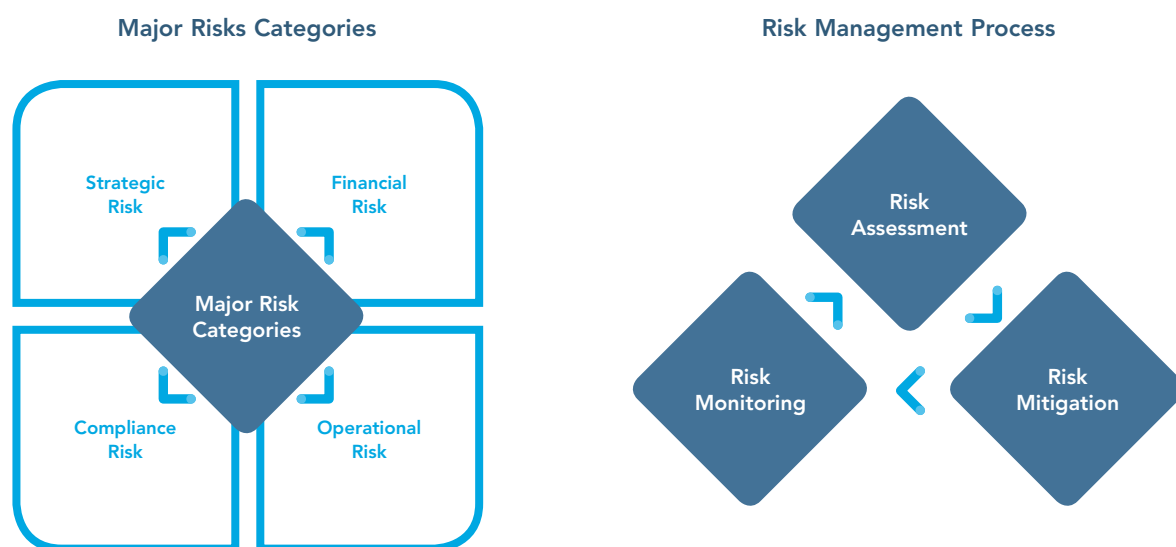 Major Risks Categories
Strategic
Risk
Financial
Risk
Major Risk
Categories
Compliance
Risk
Operational
Risk
Risk Management Process
Risk
Assessment
Risk
Monitoring
Risk
Mitigation